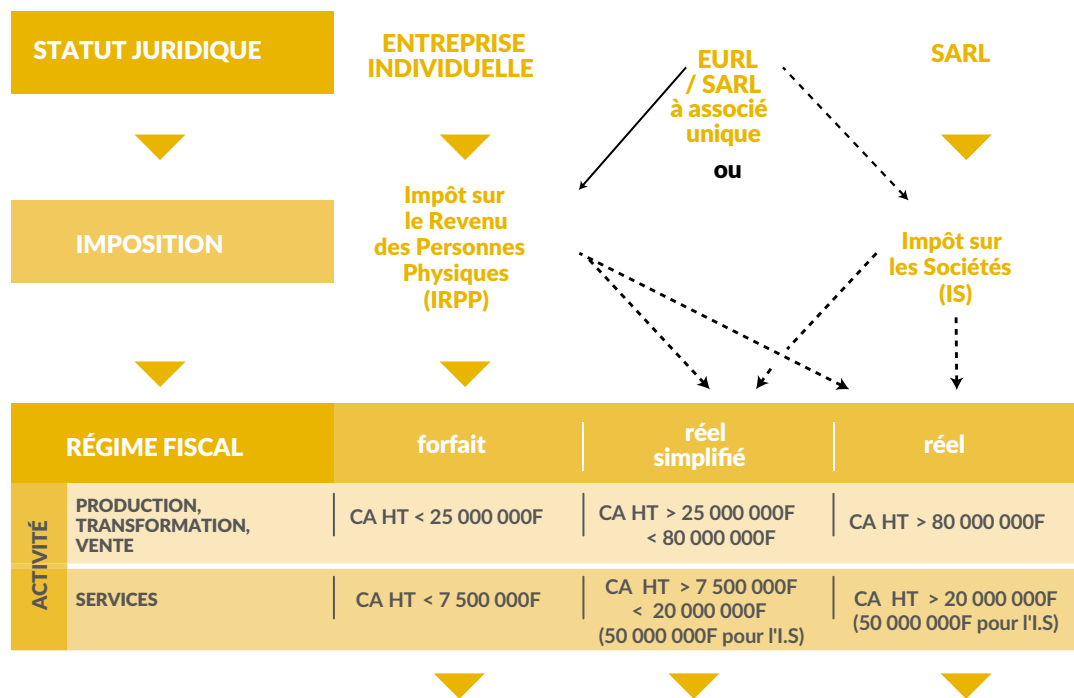 STATUT JURIDIQUE
ENTREPRISE
INDIVIDUELLE
EURL
/ SARL
à associé
unique
ou
SARL
IMPOSITION
Impôt sur
le Revenu
des Personnes
Physiques
(IRPP)
Impôt sur
les Sociétés
(IS)
RÉGIME FISCAL
forfait
réel
simplifié
réel
ACTIVITÉ
PRODUCTION,
TRANSFORMATION,
VENTE
CA HT < 25 000 000F
CA HT > 25 000 000F
< 80 000 000F
CA HT > 80 000 000F
SERVICES
CA HT < 7 500 000F
CA HT > 7 500 000F
< 20 000 000F
(50 000 000F pour l'I.S)
CA HT > 20 000 000F
(50 000 000F pour l'I.S)